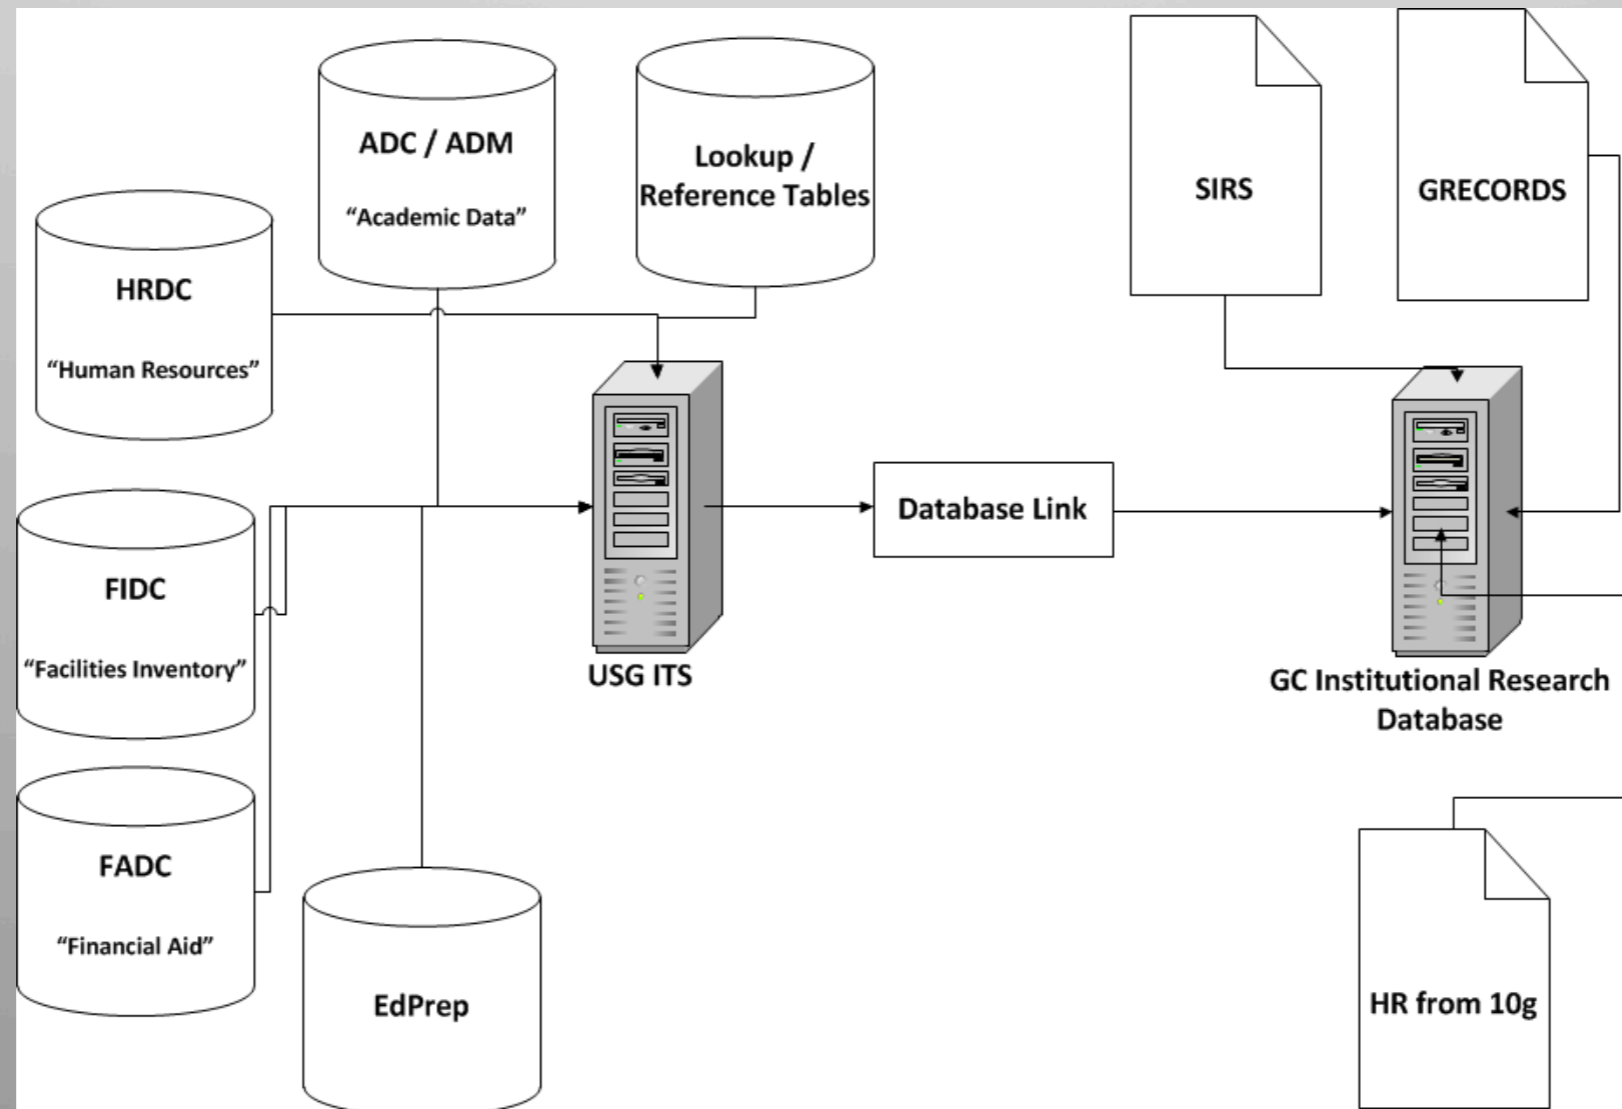 ADC / ADM
“Academic Data”
Lookup /
Reference Tables
SIRS
GRECORDS
HRDC
“Human Resources”
Database Link
FIDC
“Facilities Inventory”
USG ITS
GC Institutional Research
Database
FADC
“Financial Aid”
EdPrep
HR from 10g